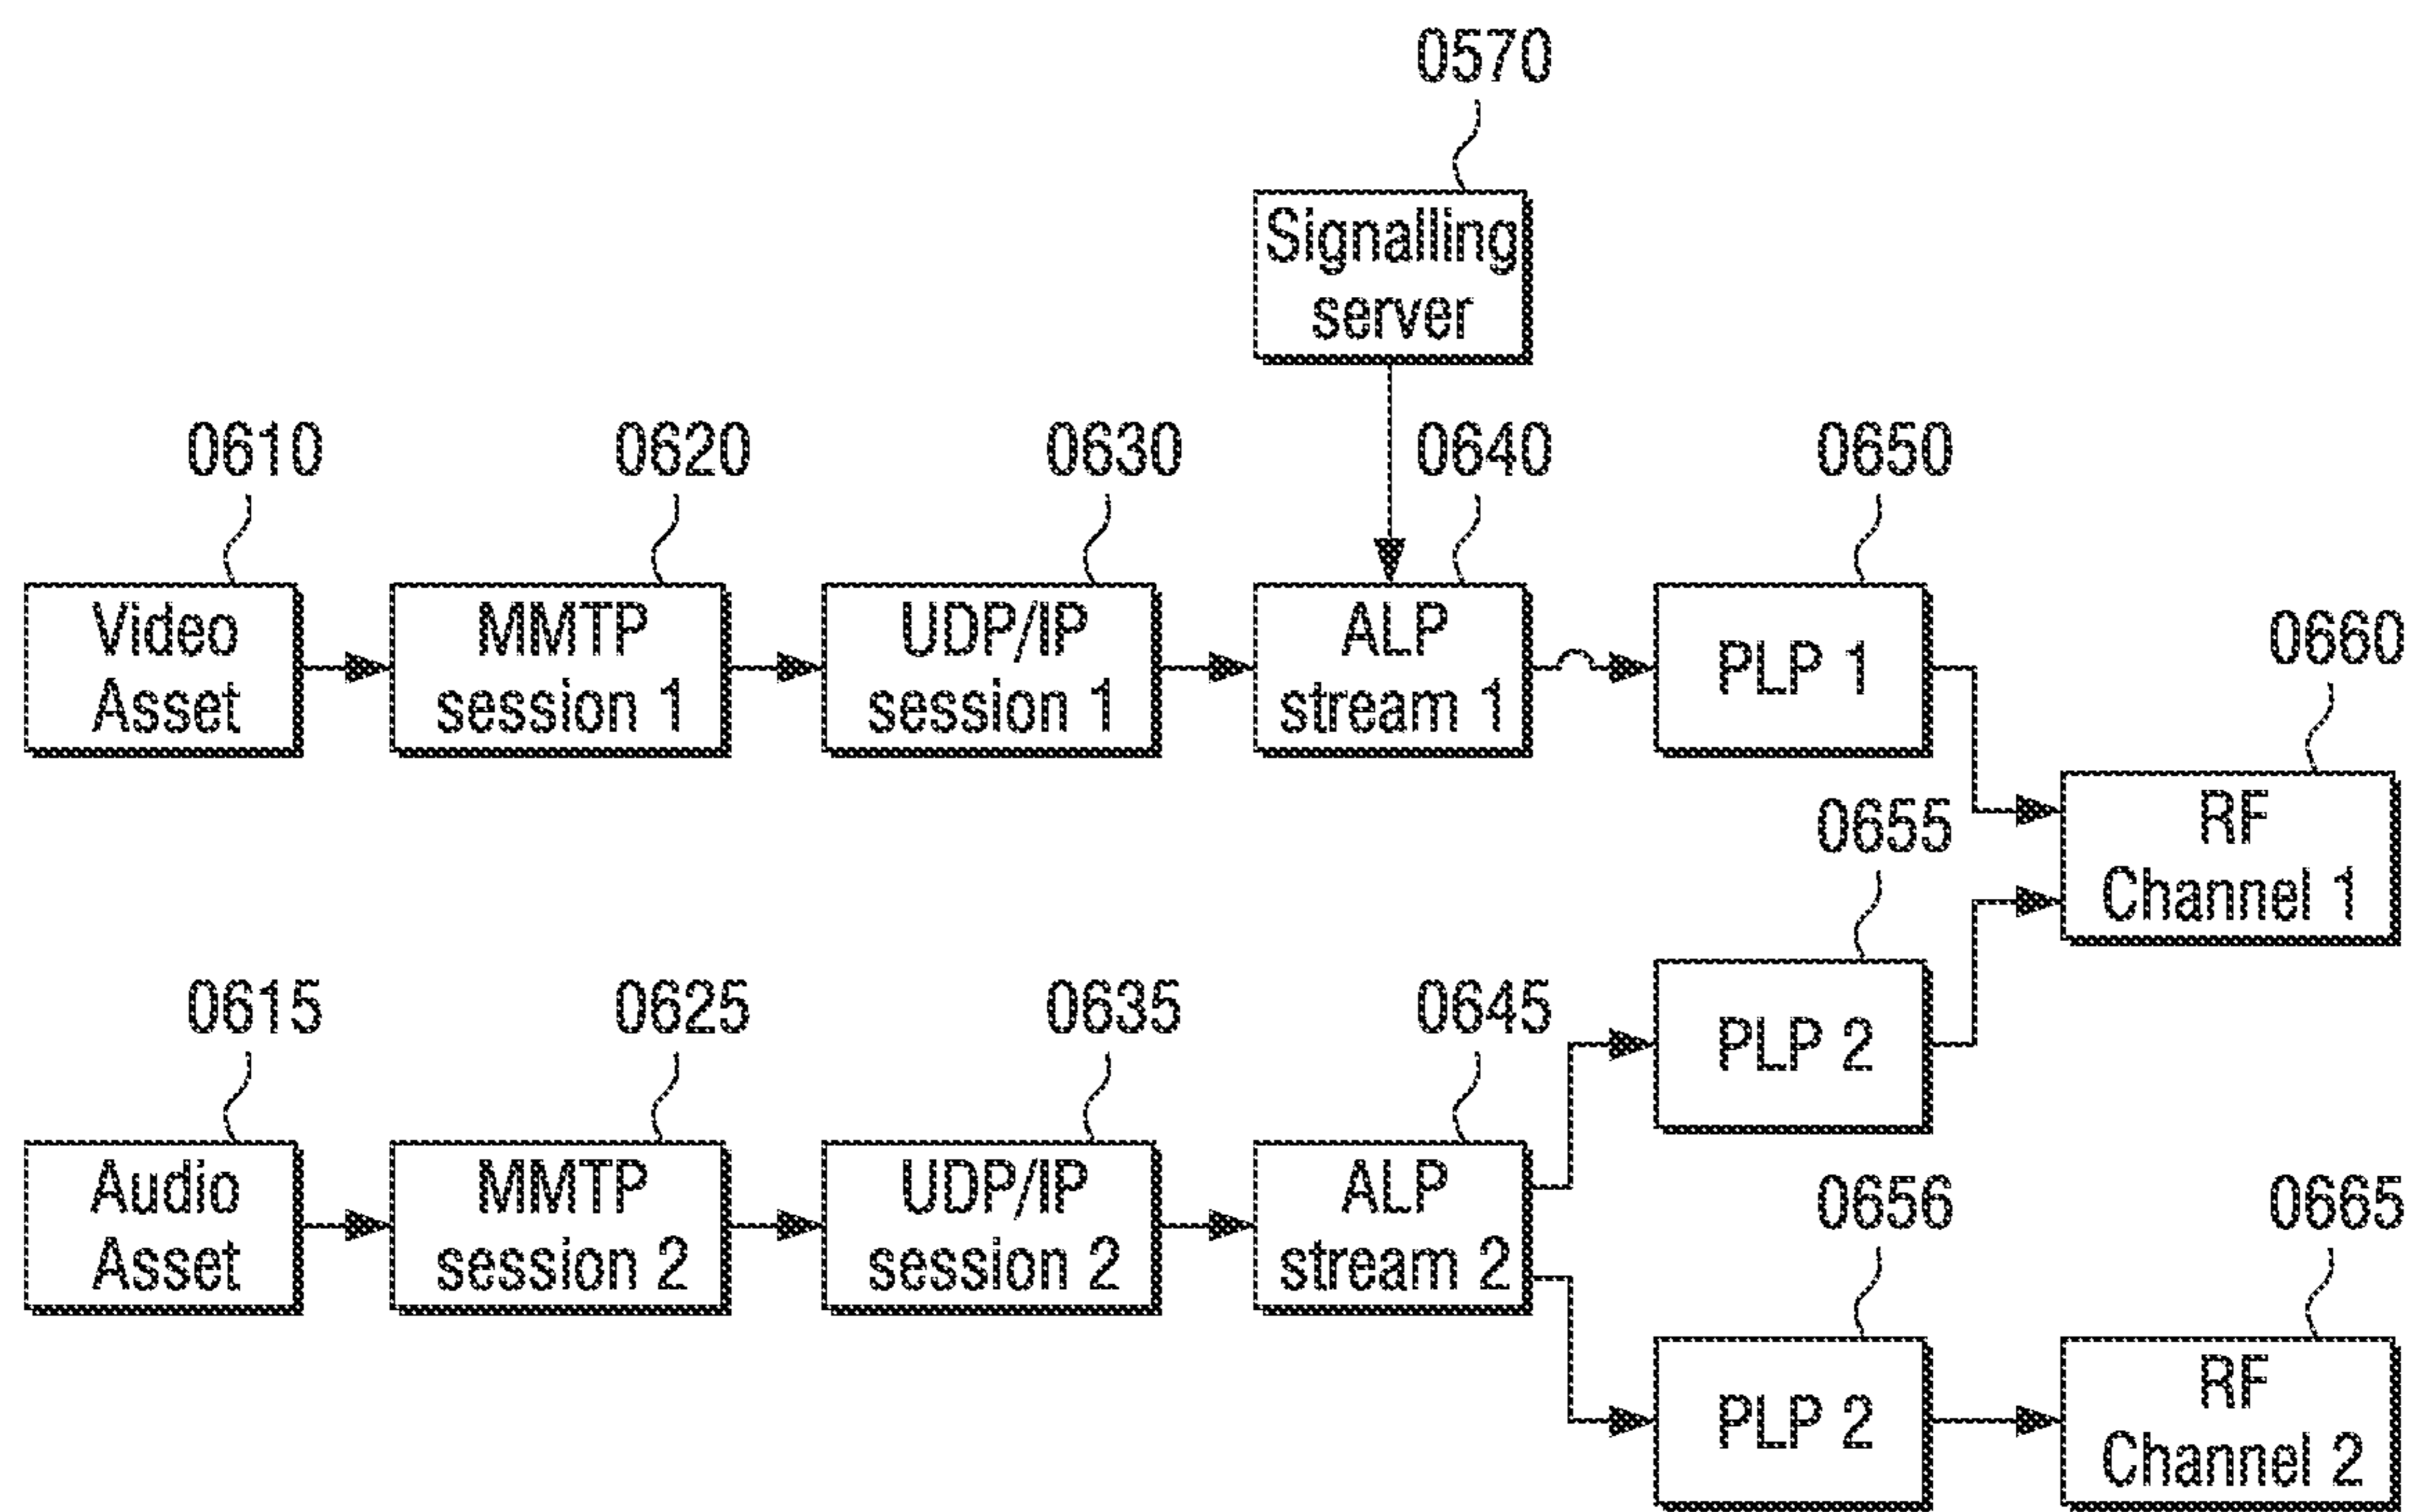 0570
Signalling
server
0610
0620
0630
0640
0650
Video
Asset
MMTP
session 1
UDP/IP
session 1
ALP
stream 1
PLP 1
0660
RF
Channel 1
0655
PLP 2
0615
0625
0635
0645
Audio
Asset
MMTP
session 2
UDP/IP
session 2
ALP
stream 2
0656
0665
PLP 2
RF
Channel 2